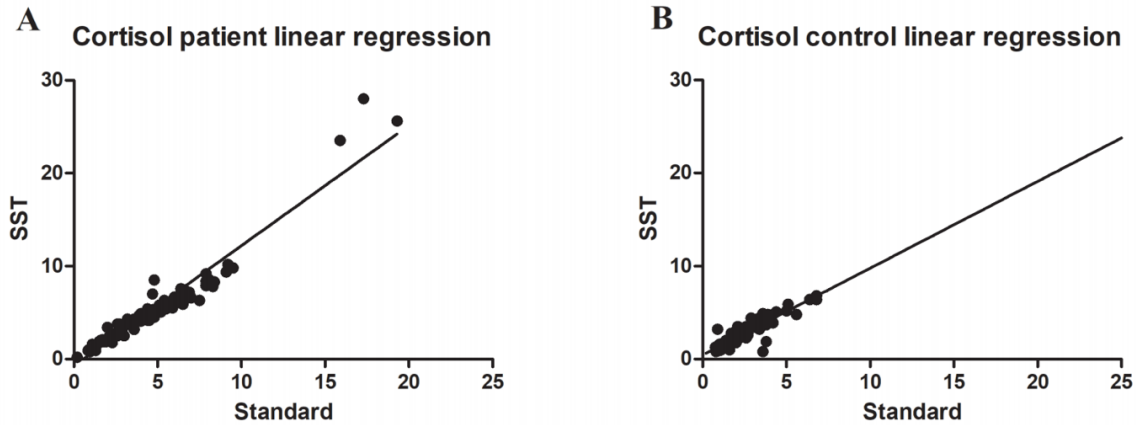 A
Cortisol patient linear regression
30
20
10
0
SST
0 5 10 15 20 25
Standard
B
Cortisol control linear regression
30
20
10
0
SST
0 5 10 15 20 25
Standard